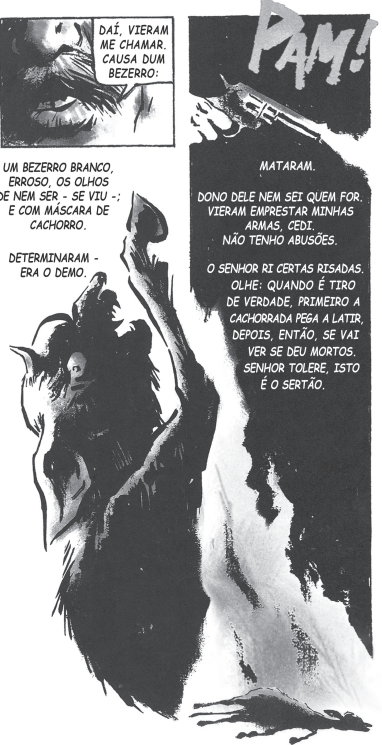 DAÍ, VIERAM
ME CHAMAR.
CAUSA DUM
BEZERRO:
UM BEZERRO BRANCO,
ERROSO, OS OLHOS
DE NEM SER - SE VIU -;
E COM MÁSCARA DE
CACHORRO.
DETERMINARAM -
ERA O DEMO.
PAM!
MATARAM.
DONO DELE NEM SEI QUEM FOR.
VIERAM EMPRESTAR MINHAS
ARMAS, CEDI.
NÃO TENHO ABUSÕES.
O SENHOR RI CERTAS RISADAS.
OLHE: QUANDO É TIRO
DE VERDADE, PRIMEIRO A
CACHORRADA PEGA A LATIR,
DEPOIS, ENTÃO, SE VAI
VER SE DEU MORTOS.
SENHOR TOLERE, ISTO
É O SERTÃO.